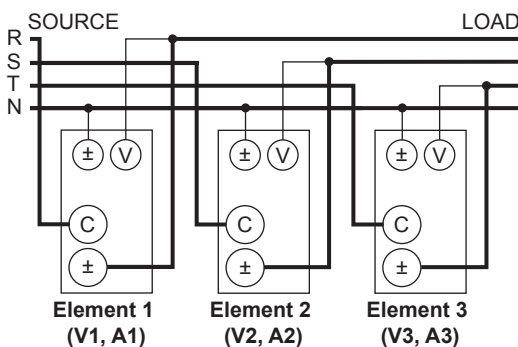 SOURCE LOAD
R
S
T
N
± V ± V ± V
C C C
± ± ±
Element 1 Element 2 Element 3
(V1, A1) (V2, A2) (V3, A3)